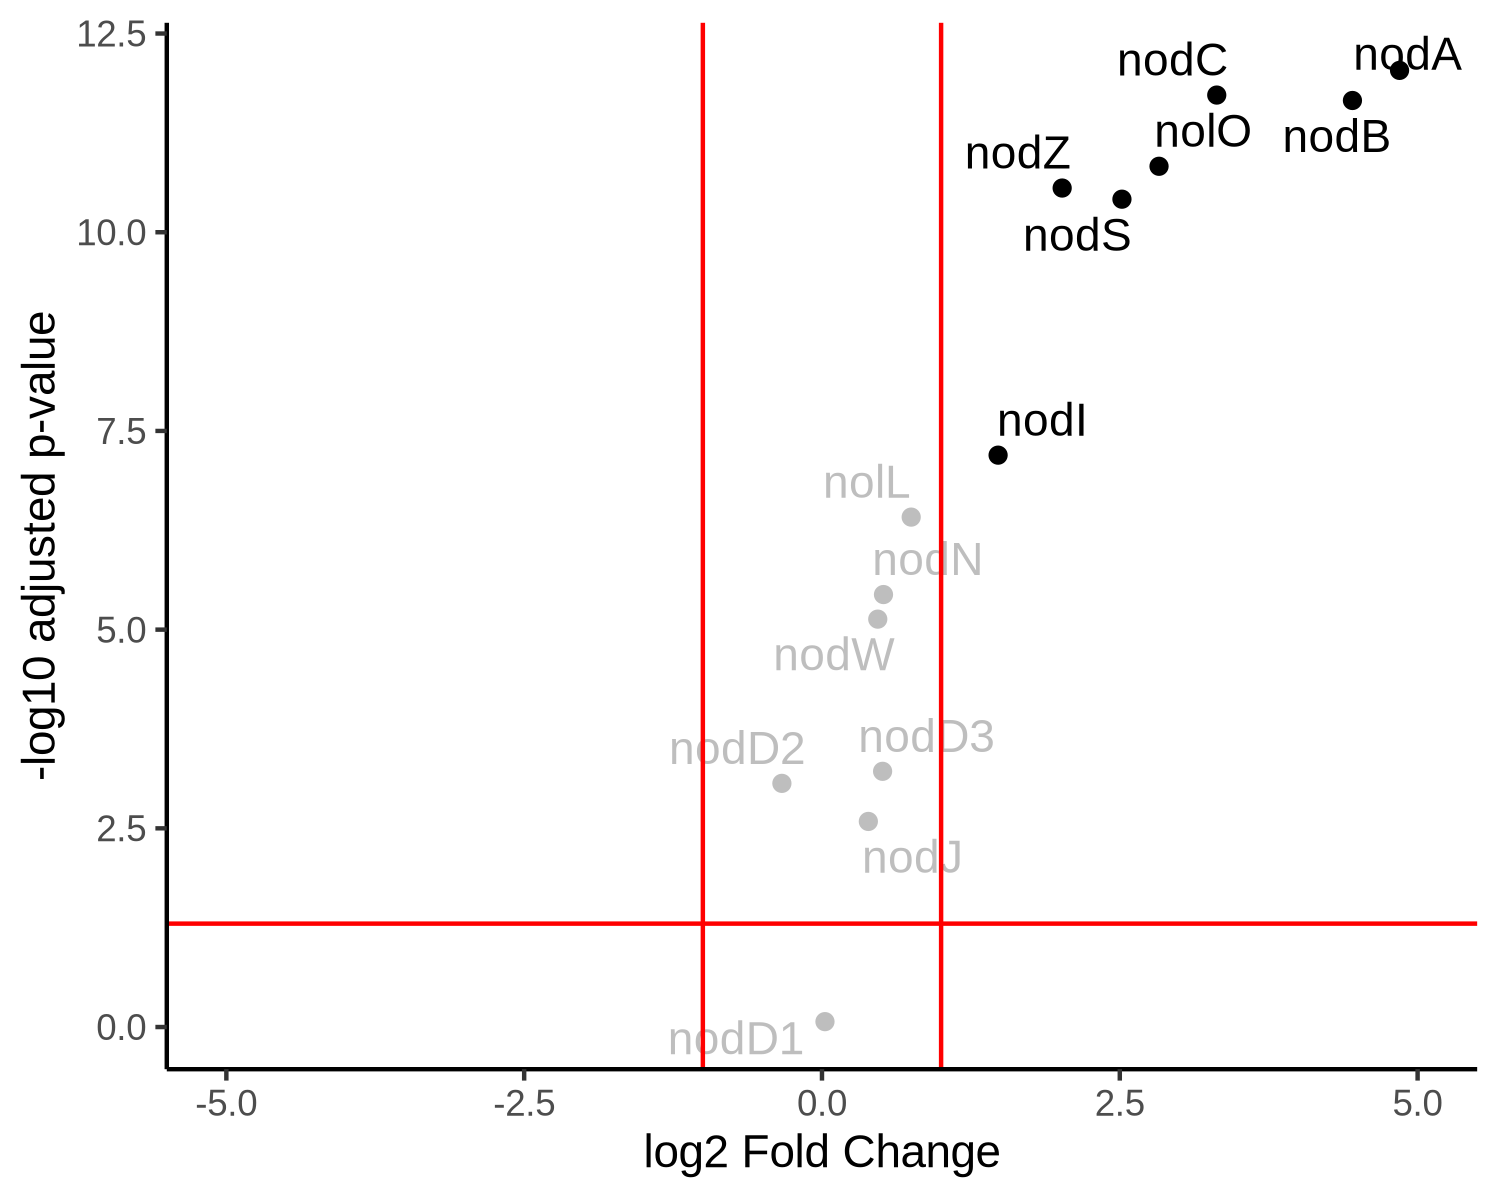 12.5
nodC
nodA
nolO
nodB
nodZ
10.0
nodS
-log10 adjusted p-value
7.5
nodI
nolL
nodN
5.0
nodW
nodD3
nodD2
2.5
nodJ
0.0
nodD1
-5.0
-2.5
0.0
2.5
5.0
log2 Fold Change